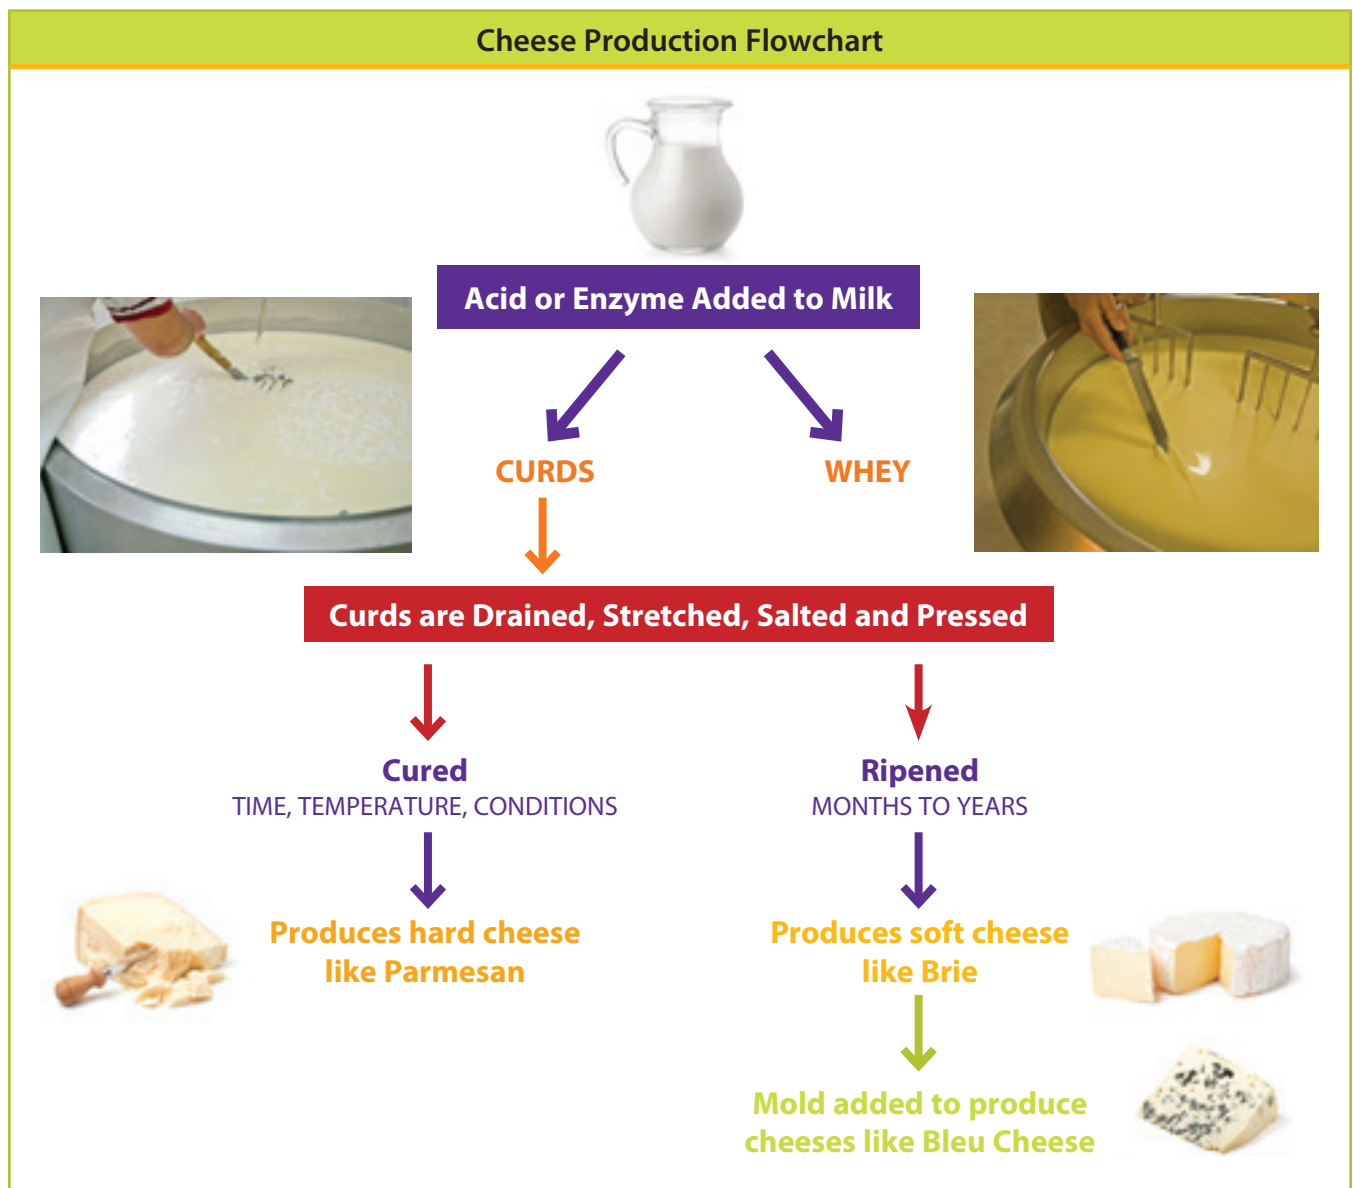 Cheese Production Flowchart
Acid or Enzyme Added to Milk
CURDS
WHEY
Curds are Drained, Stretched, Salted and Pressed
Cured
TIME, TEMPERATURE, CONDITIONS
Ripened
MONTHS TO YEARS
Produces hard cheese
like Parmesan
Produces soft cheese
like Brie
Mold added to produce
cheeses like Bleu Cheese